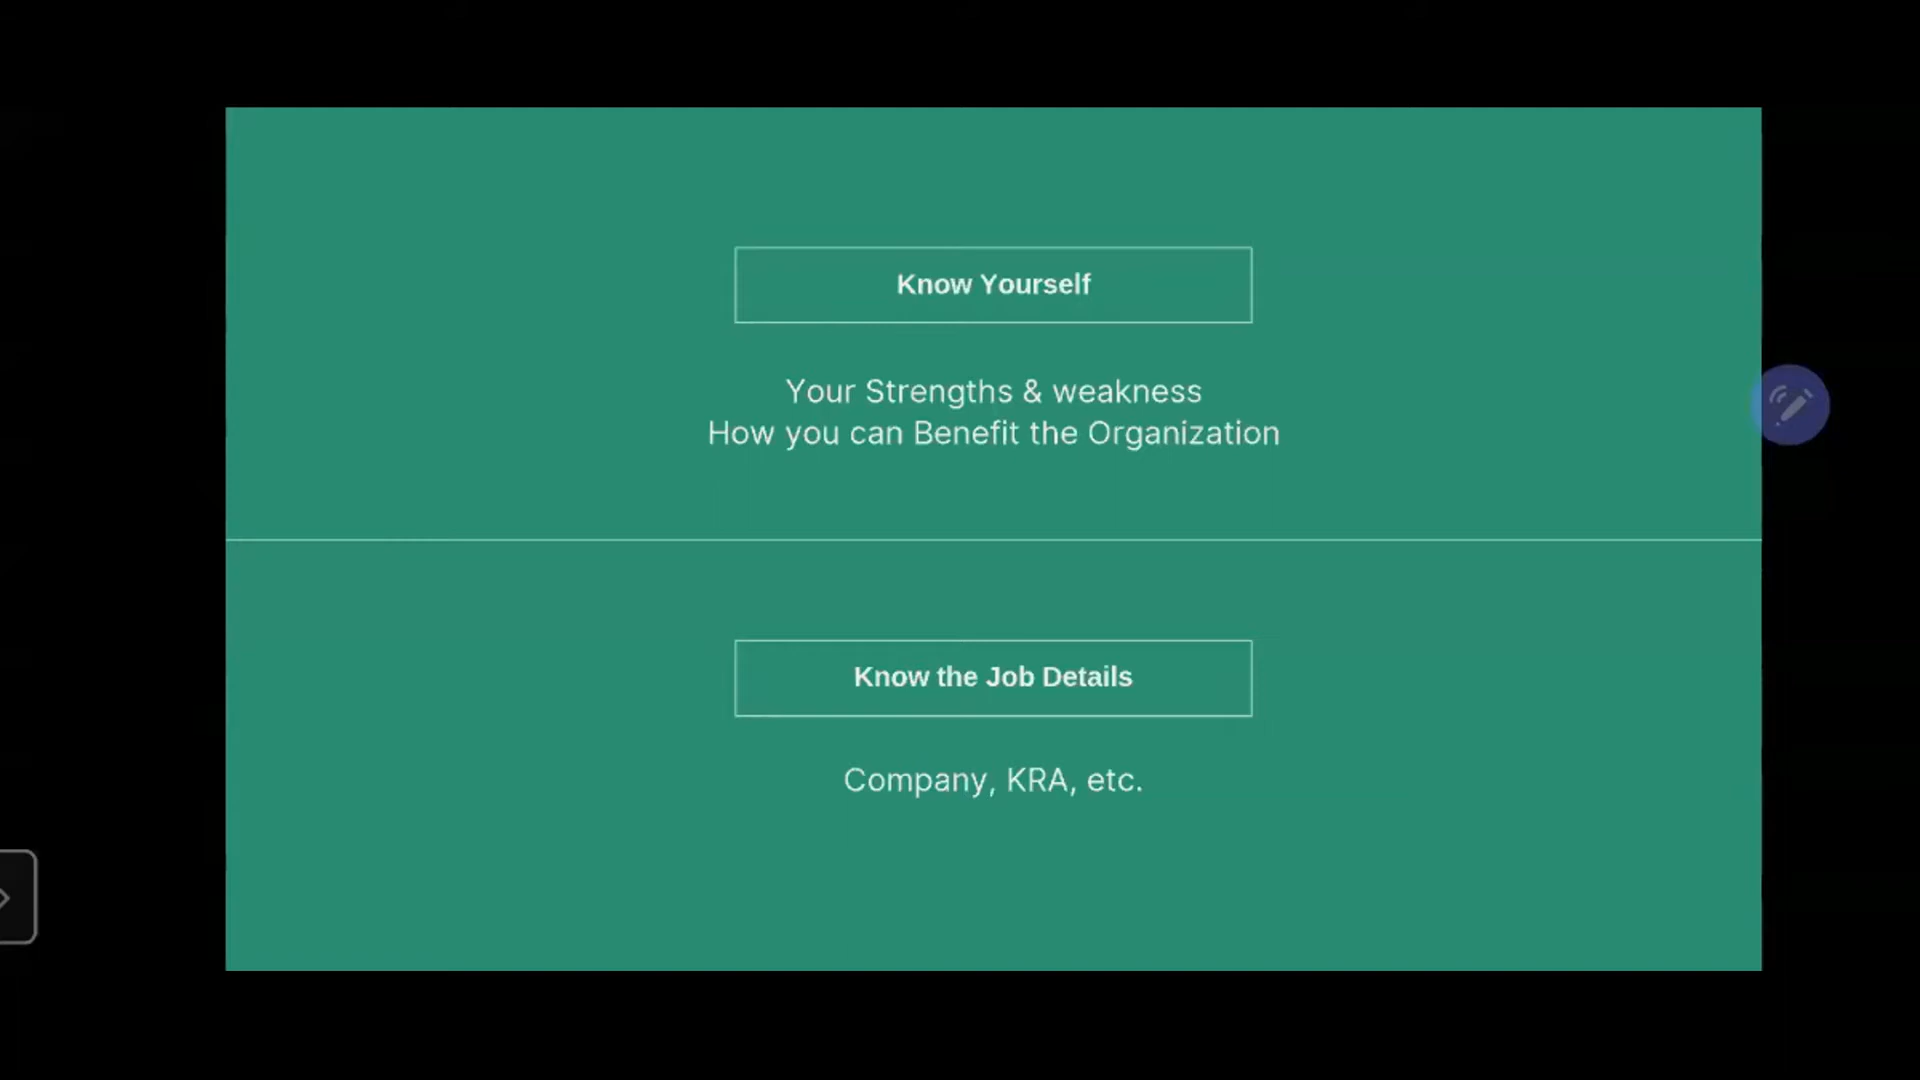 Know Yourself
Your Strengths & weakness
How you can Benefit the Organization
Know the Job Details
Company, KRA, etc.